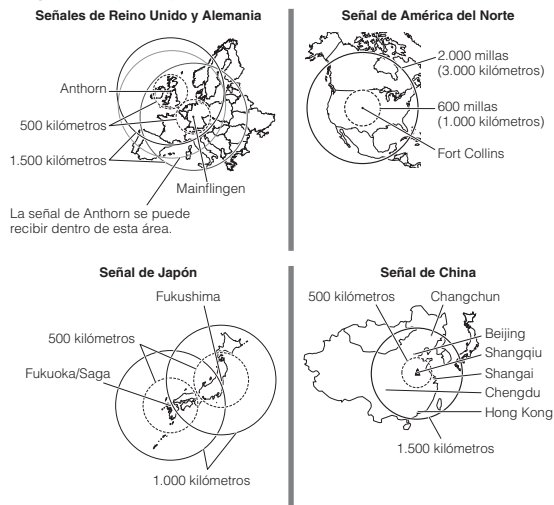 Señales de Reino Unido y Alemania
Anthorn
500 kilómetros
1.500 kilómetros
Mainflingen
La señal de Anthorn se puede
recibir dentro de esta área.
Señal de América del Norte
2.000 millas
(3.000 kilómetros)
600 millas
(1.000 kilómetros)
Fort Collins
Señal de Japón
Fukushima
500 kilómetros
Fukuoka/Saga
1.000 kilómetros
Señal de China
500 kilómetros
Changchun
Beijing
Shangqiu
Shangai
Chengdu
Hong Kong
1.500 kilómetros